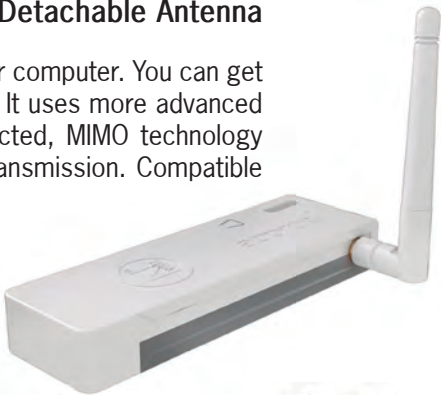 Detachable Antenna
r computer. You can get
It uses more advanced
cted, MIMO technology
ansmission. Compatible